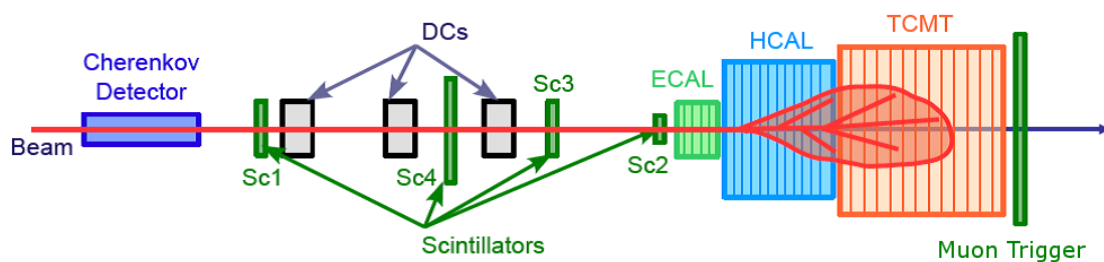 DCs
HCAL
TCMT
Cherenkov
Detector
Sc3
ECAL
Beam
Sc1
Sc4
Sc2
Scintillators
Muon Trigger